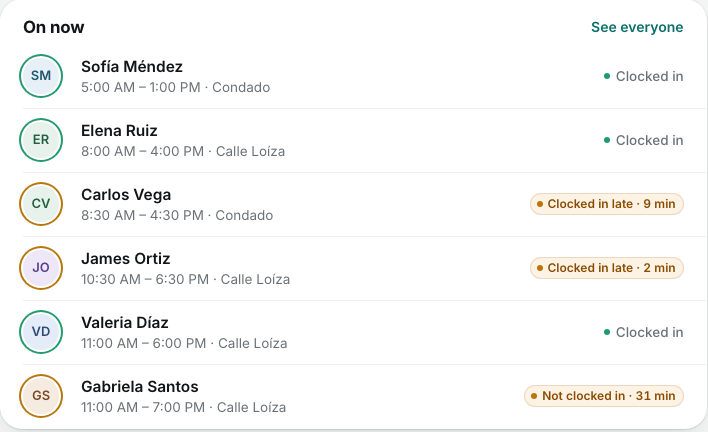 On now
See everyone
SM
Sofía Méndez
5:00 AM – 1:00 PM · Condado
Clocked in
ER
Elena Ruiz
8:00 AM – 4:00 PM · Calle Loíza
Clocked in
CV
Carlos Vega
8:30 AM – 4:30 PM · Condado
Clocked in late · 9 min
JO
James Ortiz
10:30 AM – 6:30 PM · Calle Loíza
Clocked in late · 2 min
VD
Valeria Díaz
11:00 AM – 6:00 PM · Calle Loíza
Clocked in
GS
Gabriela Santos
11:00 AM – 7:00 PM · Calle Loíza
Not clocked in · 31 min